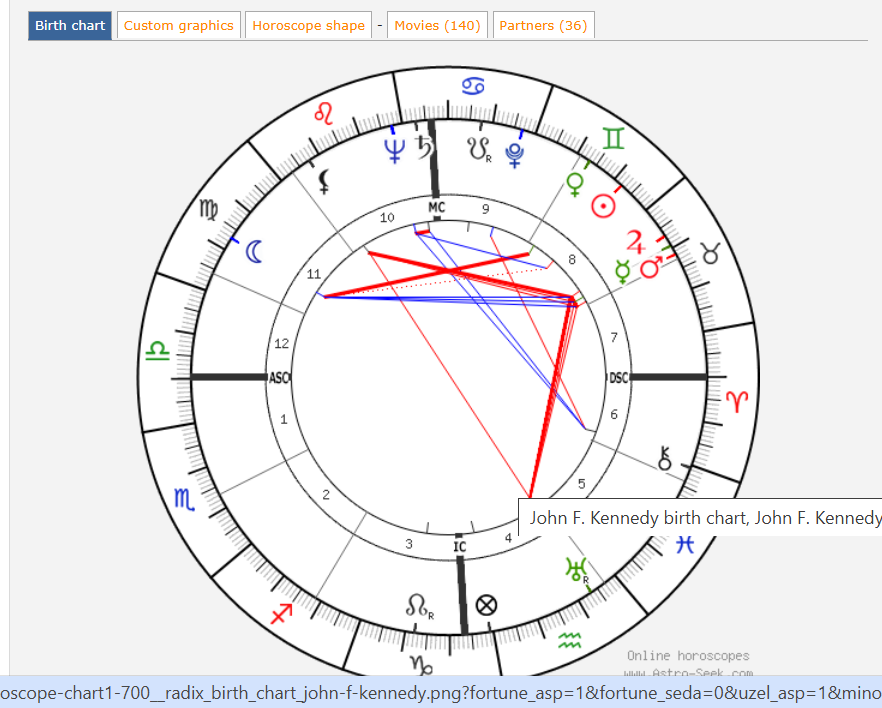 Birth chart Custom graphics Horoscope shape - Movies (140) Partners (36)
MC
9
10
8
R
11
12
7
ASC
DSC
1
6
2
5
3
IC
4
John F. Kennedy birth chart, John F. Kennedy
R
R
Online horoscopes
www.Astro-Seek.com
oscope-chart1-700__radix_birth_chart_john-f-kennedy.png?fortune_asp=1&fortune_seda=0&uzel_asp=1&mino